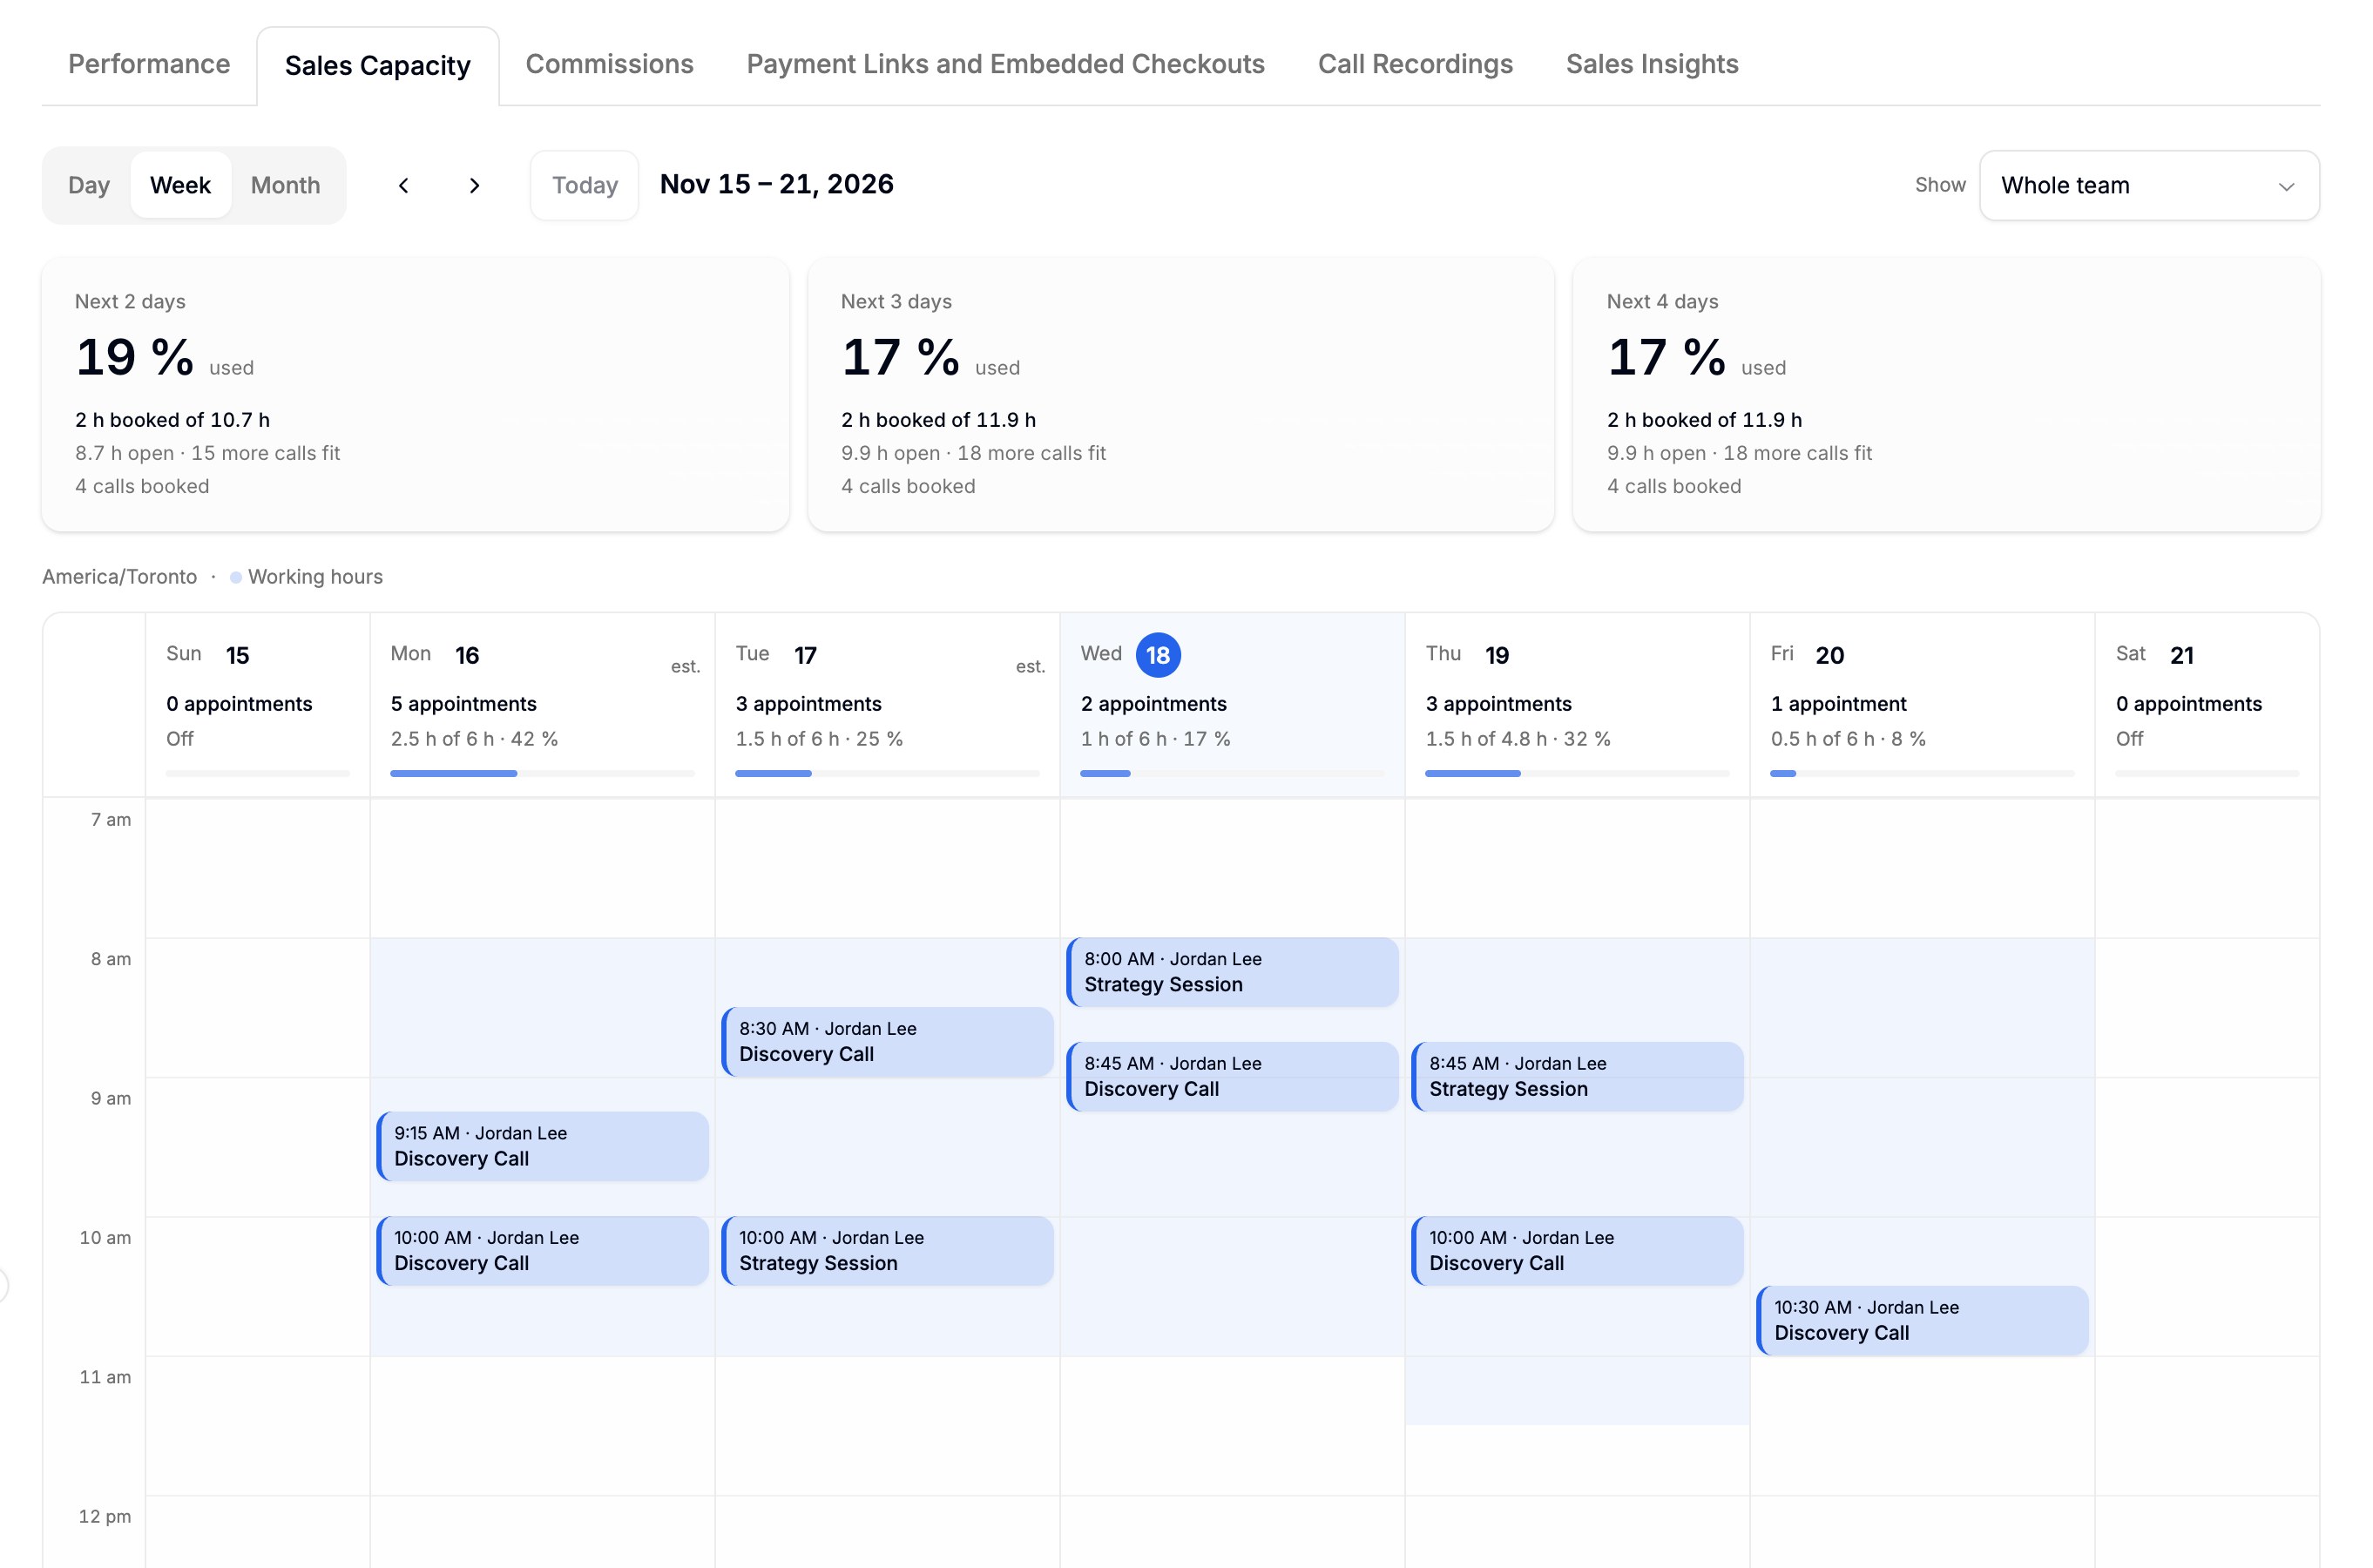 Performance
Sales Capacity
Commissions
Payment Links and Embedded Checkouts
Call Recordings
Sales Insights
Day
Week
Month
Today
Nov 15 – 21, 2026
Show
Whole team
Next 2 days
19 % used
2 h booked of 10.7 h
8.7 h open · 15 more calls fit
4 calls booked
Next 3 days
17 % used
2 h booked of 11.9 h
9.9 h open · 18 more calls fit
4 calls booked
Next 4 days
17 % used
2 h booked of 11.9 h
9.9 h open · 18 more calls fit
4 calls booked
America/Toronto · Working hours
Sun 15
0 appointments
Off
Mon 16
est.
5 appointments
2.5 h of 6 h · 42 %
Tue 17
est.
3 appointments
1.5 h of 6 h · 25 %
Wed 18
2 appointments
1 h of 6 h · 17 %
Thu 19
3 appointments
1.5 h of 4.8 h · 32 %
Fri 20
1 appointment
0.5 h of 6 h · 8 %
Sat 21
0 appointments
Off
7 am
8 am
8:00 AM · Jordan Lee
Strategy Session
8:30 AM · Jordan Lee
Discovery Call
8:45 AM · Jordan Lee
Discovery Call
8:45 AM · Jordan Lee
Strategy Session
9 am
9:15 AM · Jordan Lee
Discovery Call
10 am
10:00 AM · Jordan Lee
Discovery Call
10:00 AM · Jordan Lee
Strategy Session
10:00 AM · Jordan Lee
Discovery Call
10:30 AM · Jordan Lee
Discovery Call
11 am
12 pm